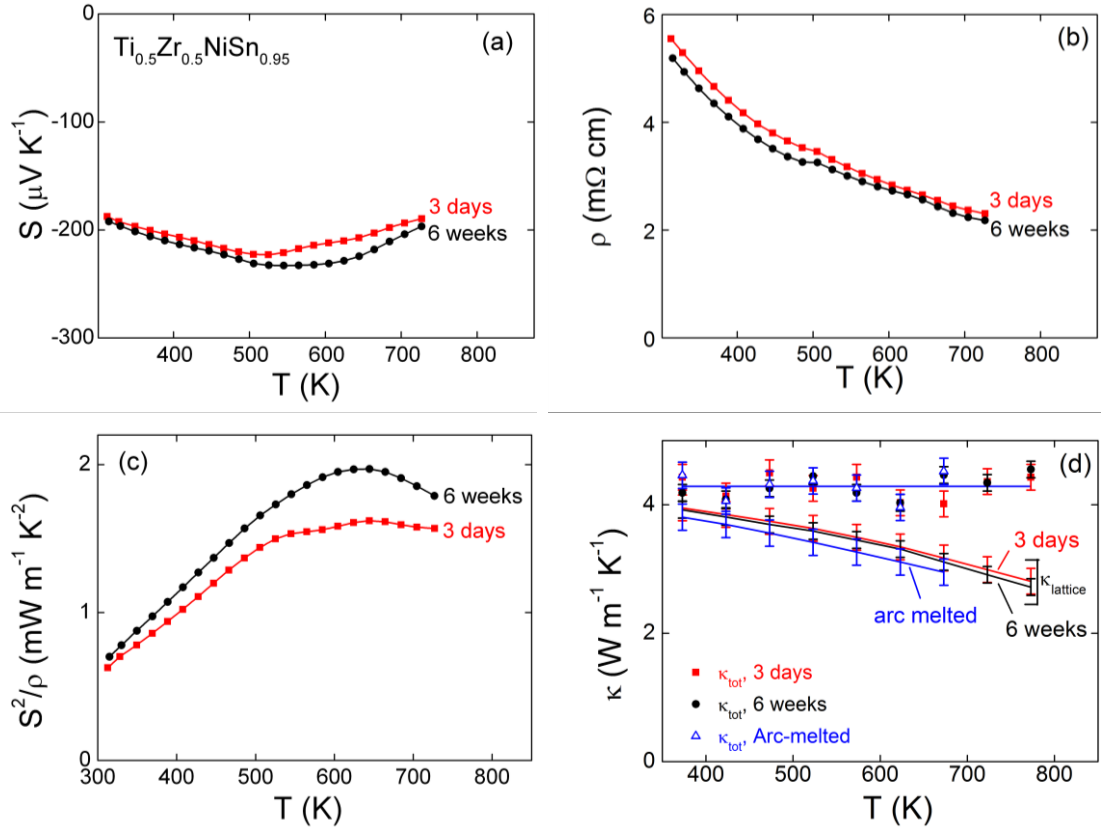 0
-100
-200
-300
S (μV K⁻¹)
Ti₀.₅Zr₀.₅NiSn₀.₉₅
(a)
3 days
6 weeks
400 500 600 700 800
T (K)
6
4
2
0
ρ (mΩ cm)
(b)
3 days
6 weeks
400 500 600 700 800
T (K)
2
1
0
S²/ρ (mW m⁻¹ K⁻²)
(c)
6 weeks
3 days
300 400 500 600 700 800
T (K)
4
2
0
κ (W m⁻¹ K⁻¹)
(d)
3 days
κlattice
arc melted
6 weeks
κtot, 3 days
κtot, 6 weeks
κtot, Arc-melted
400 500 600 700 800
T (K)